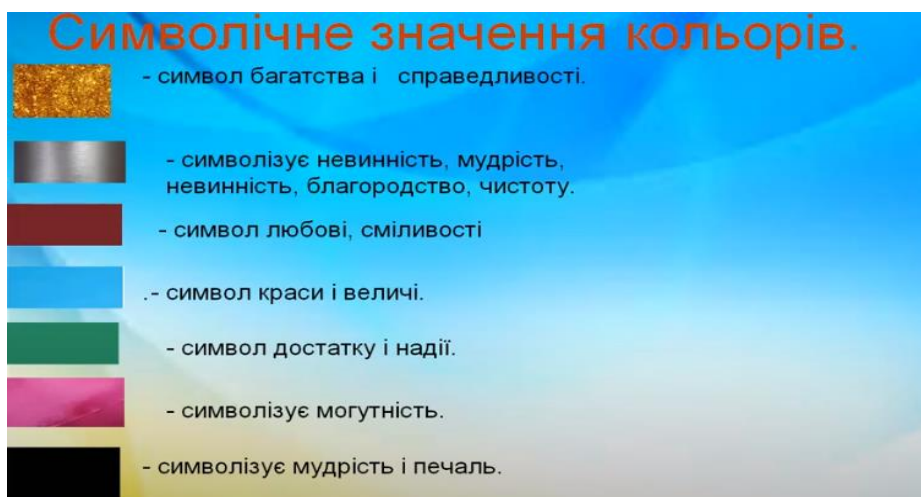 Символічне значення кольорів.
- символ багатства і справедливості.
- символізує невинність, мудрість,
невинність, благородство, чистоту.
- символ любові, сміливості
.- символ краси і величі.
- символ достатку і надії.
- символізує могутність.
- символізує мудрість і печаль.